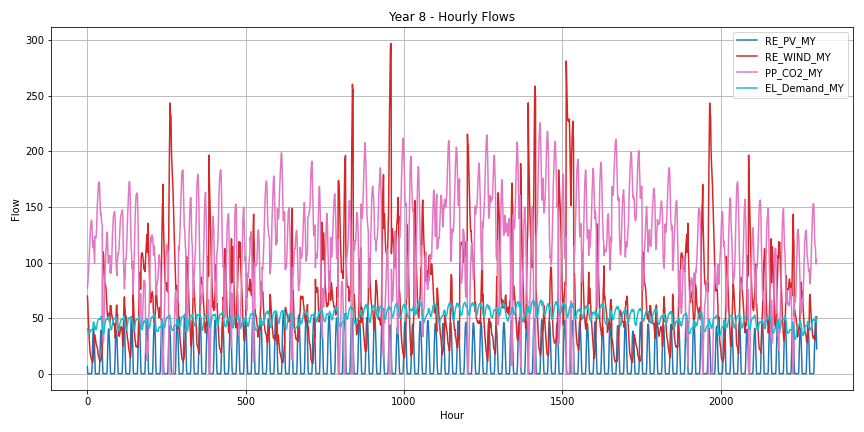 Year 8 - Hourly Flows
RE_PV_MY
RE_WIND_MY
PP_CO2_MY
EL_Demand_MY
300
250
200
150
100
50
0
Flow
0
500
1000
1500
2000
Hour